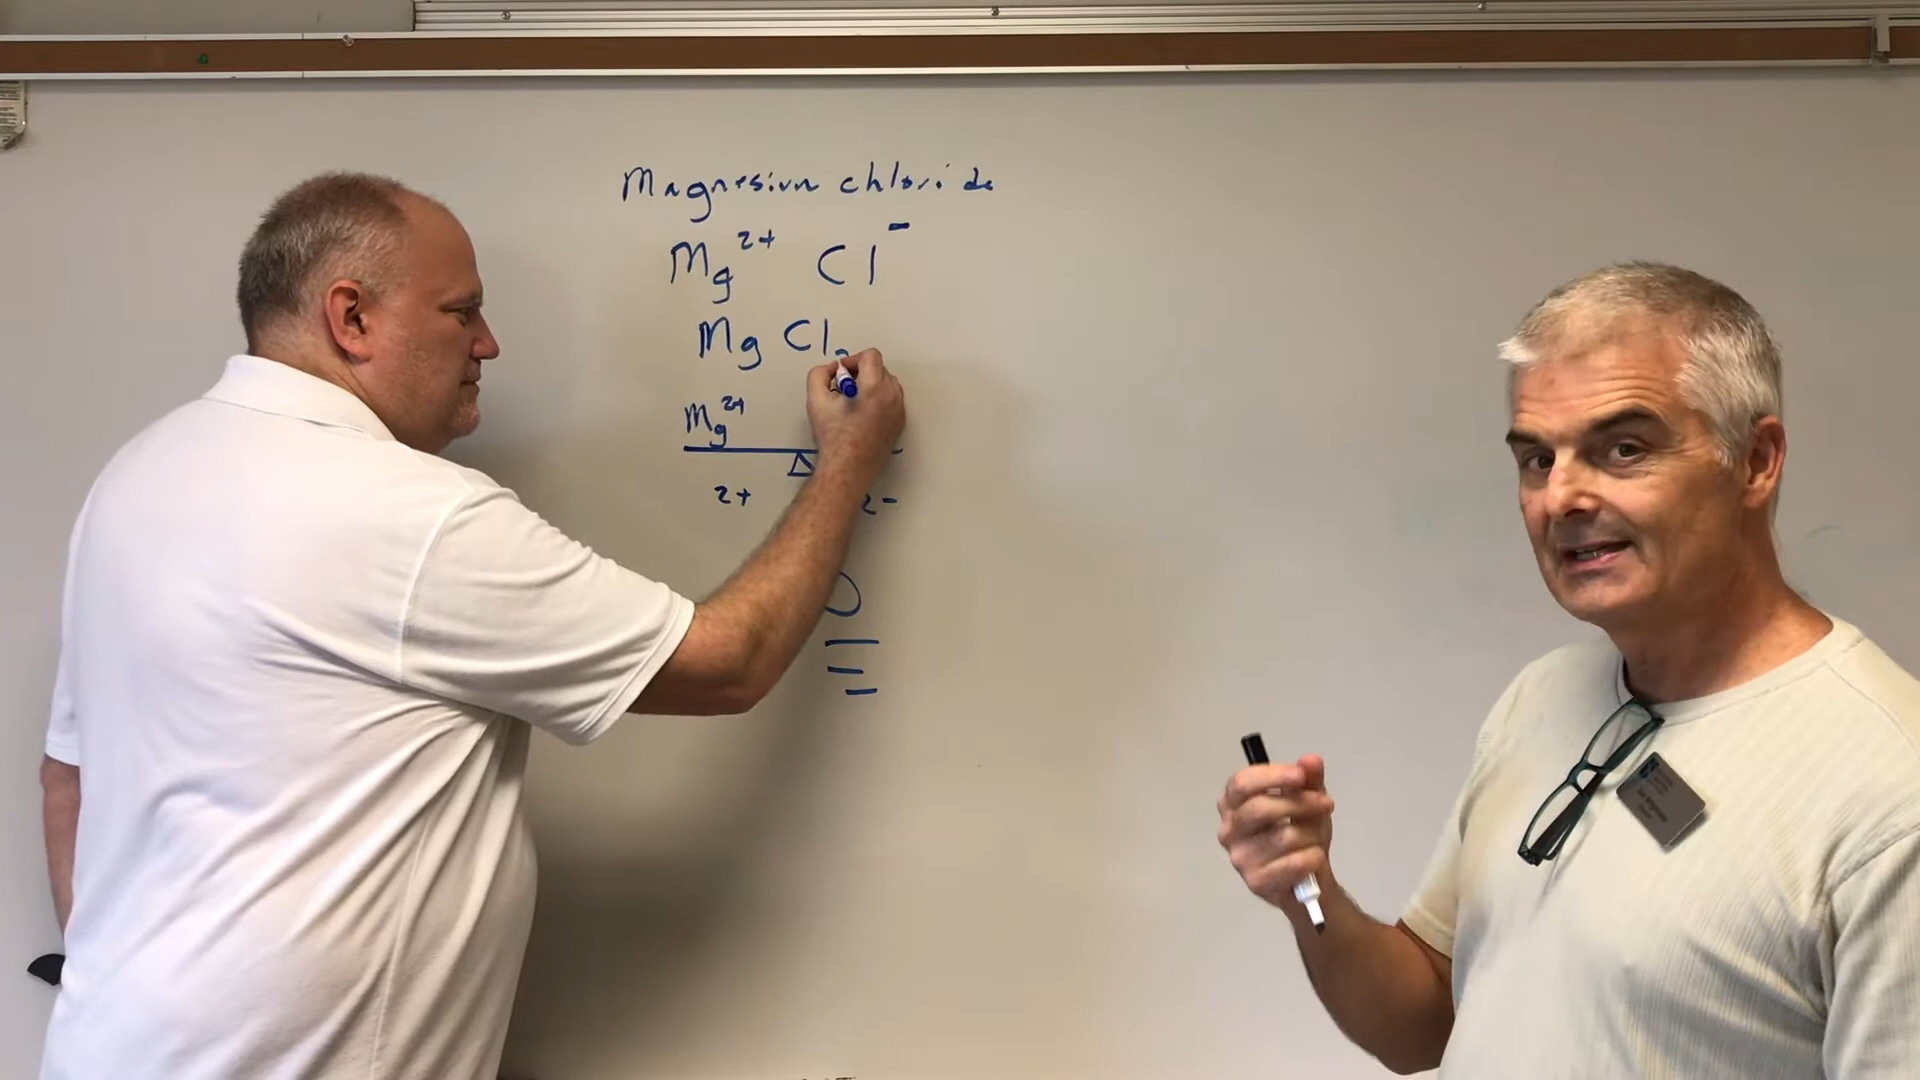 Magnesium chloride
Mg²⁺ Cl⁻
Mg Cl₂
Mg²⁺
2+ 2-